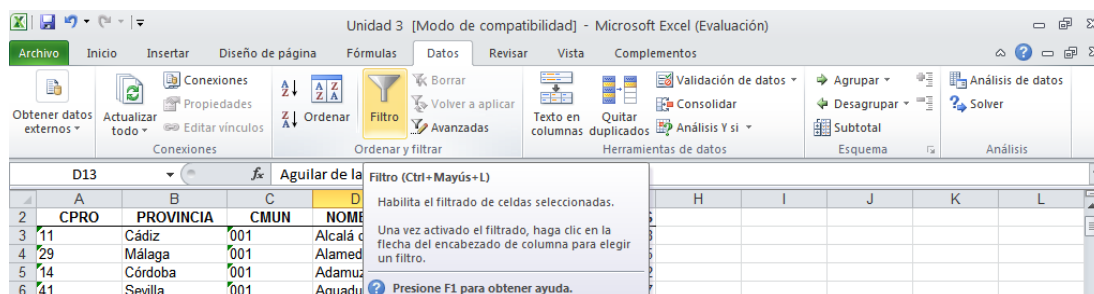 Unidad 3 [Modo de compatibilidad] - Microsoft Excel (Evaluación)
Archivo Inicio Insertar Diseño de página Fórmulas Datos Revisar Vista Complementos
Obtener datos externos
Actualizar todo
Conexiones
Propiedades
Editar vínculos
Conexiones
Ordenar
Filtro
Borrar
Volver a aplicar
Avanzadas
Ordenar y filtrar
Texto en columnas
Quitar duplicados
Validación de datos
Consolidar
Análisis Y si
Herramientas de datos
Agrupar
Desagrupar
Subtotal
Esquema
Análisis de datos
Solver
Análisis
D13 fx Aguilar de la
Filtro (Ctrl+Mayús+L)
Habilita el filtrado de celdas seleccionadas.
Una vez activado el filtrado, haga clic en la
flecha del encabezado de columna para elegir
un filtro.
Presione F1 para obtener ayuda.
A B C D H I J K L
2 CPRO PROVINCIA CMUN
3 11 Cádiz 001 Alcalá
4 29 Málaga 001
5 14 Córdoba 001
6 41 Sevilla 001